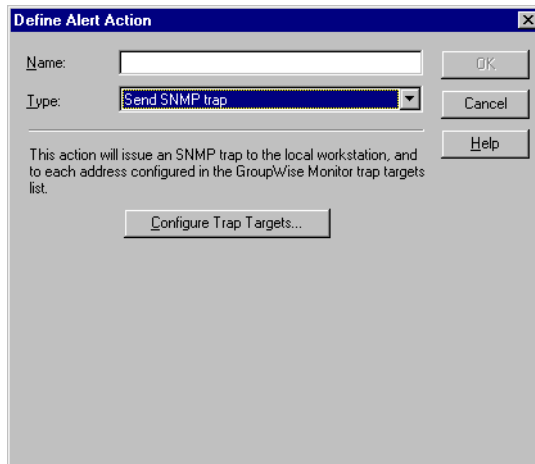 Define Alert Action
Name:
OK
Type:
Send SNMP trap
Cancel
Help
This action will issue an SNMP trap to the local workstation, and
to each address configured in the GroupWise Monitor trap targets
list.
Configure Trap Targets...